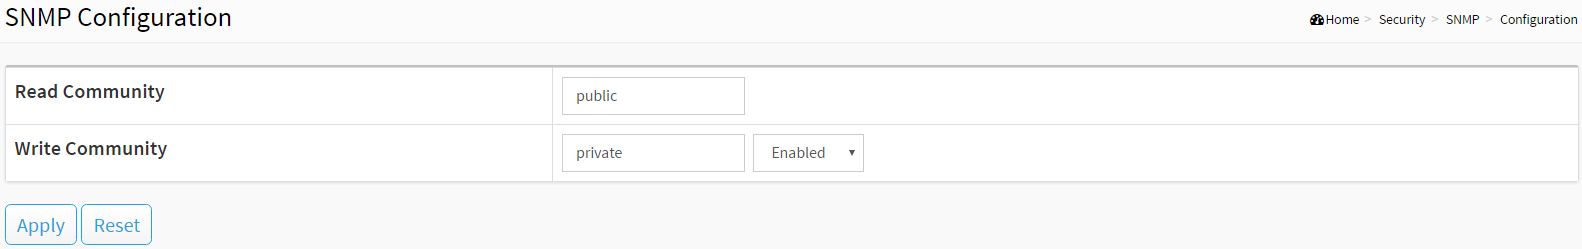 SNMP Configuration
Home > Security > SNMP > Configuration
Read Community public
Write Community private Enabled
Apply Reset